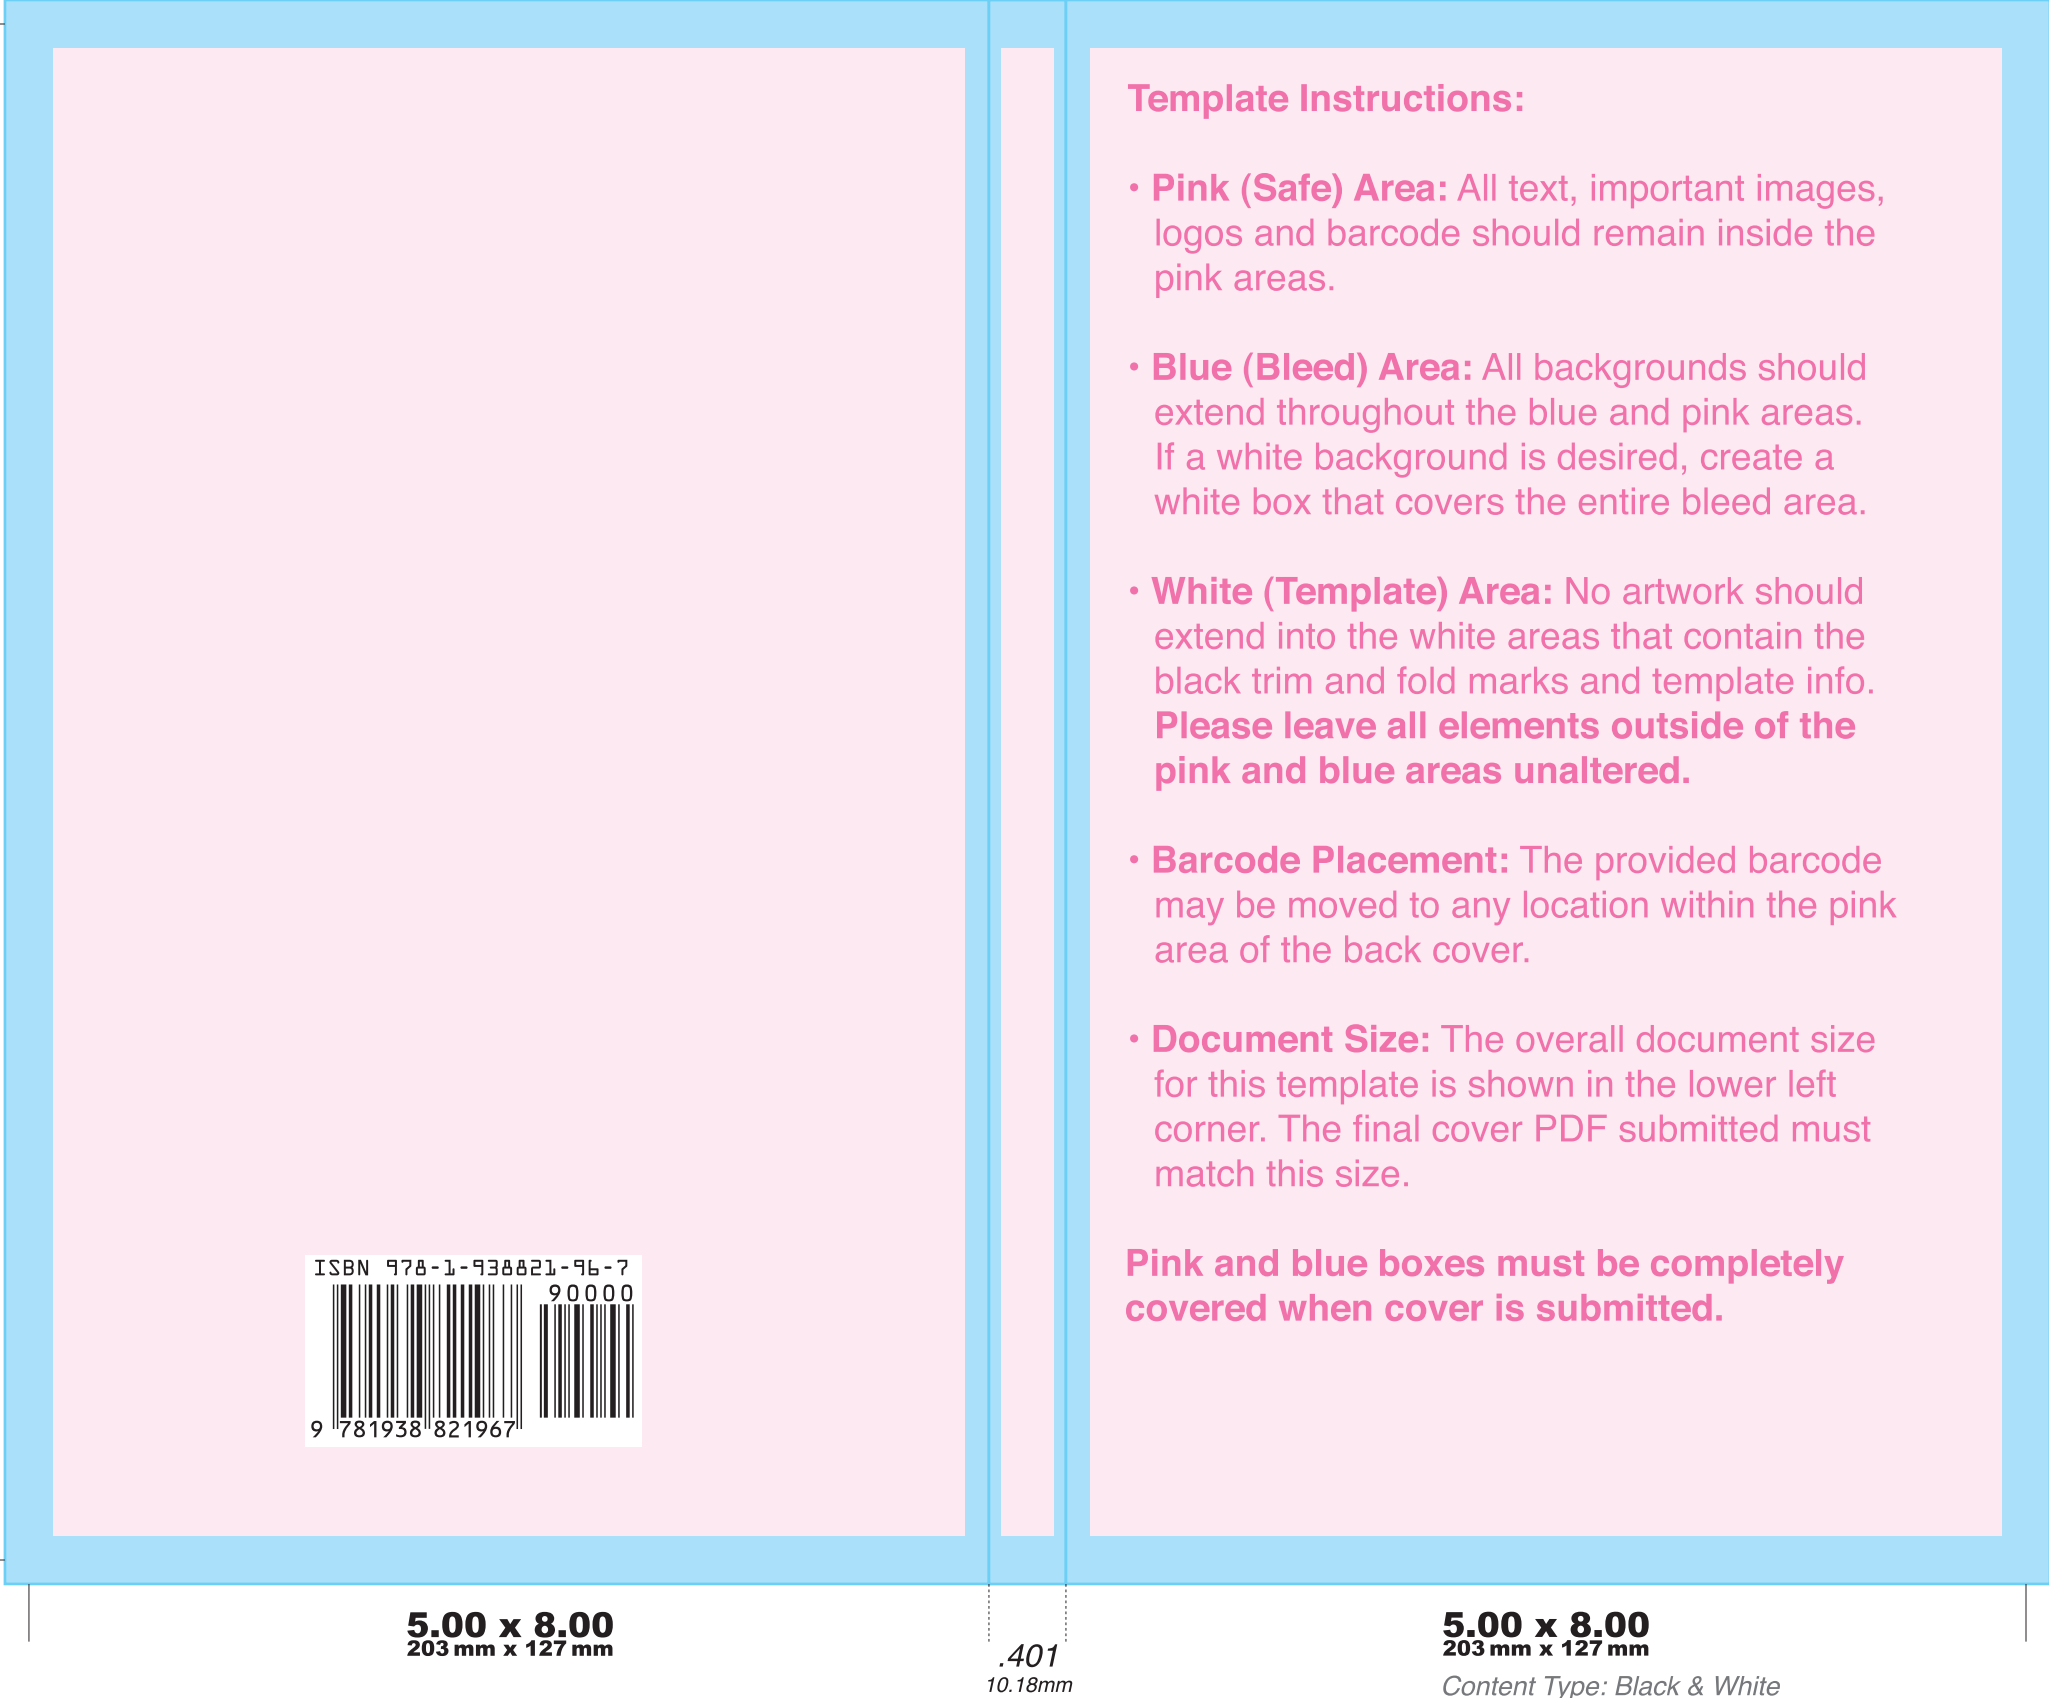 Template Instructions:
• Pink (Safe) Area: All text, important images,
logos and barcode should remain inside the
pink areas.
• Blue (Bleed) Area: All backgrounds should
extend throughout the blue and pink areas.
If a white background is desired, create a
white box that covers the entire bleed area.
• White (Template) Area: No artwork should
extend into the white areas that contain the
black trim and fold marks and template info.
Please leave all elements outside of the
pink and blue areas unaltered.
• Barcode Placement: The provided barcode
may be moved to any location within the pink
area of the back cover.
• Document Size: The overall document size
for this template is shown in the lower left
corner. The final cover PDF submitted must
match this size.
Pink and blue boxes must be completely
covered when cover is submitted.
ISBN 978-1-938821-96-7
90000
9 781938 821967
5.00 x 8.00
203 mm x 127 mm
.401
10.18mm
5.00 x 8.00
203 mm x 127 mm
Content Type: Black & White